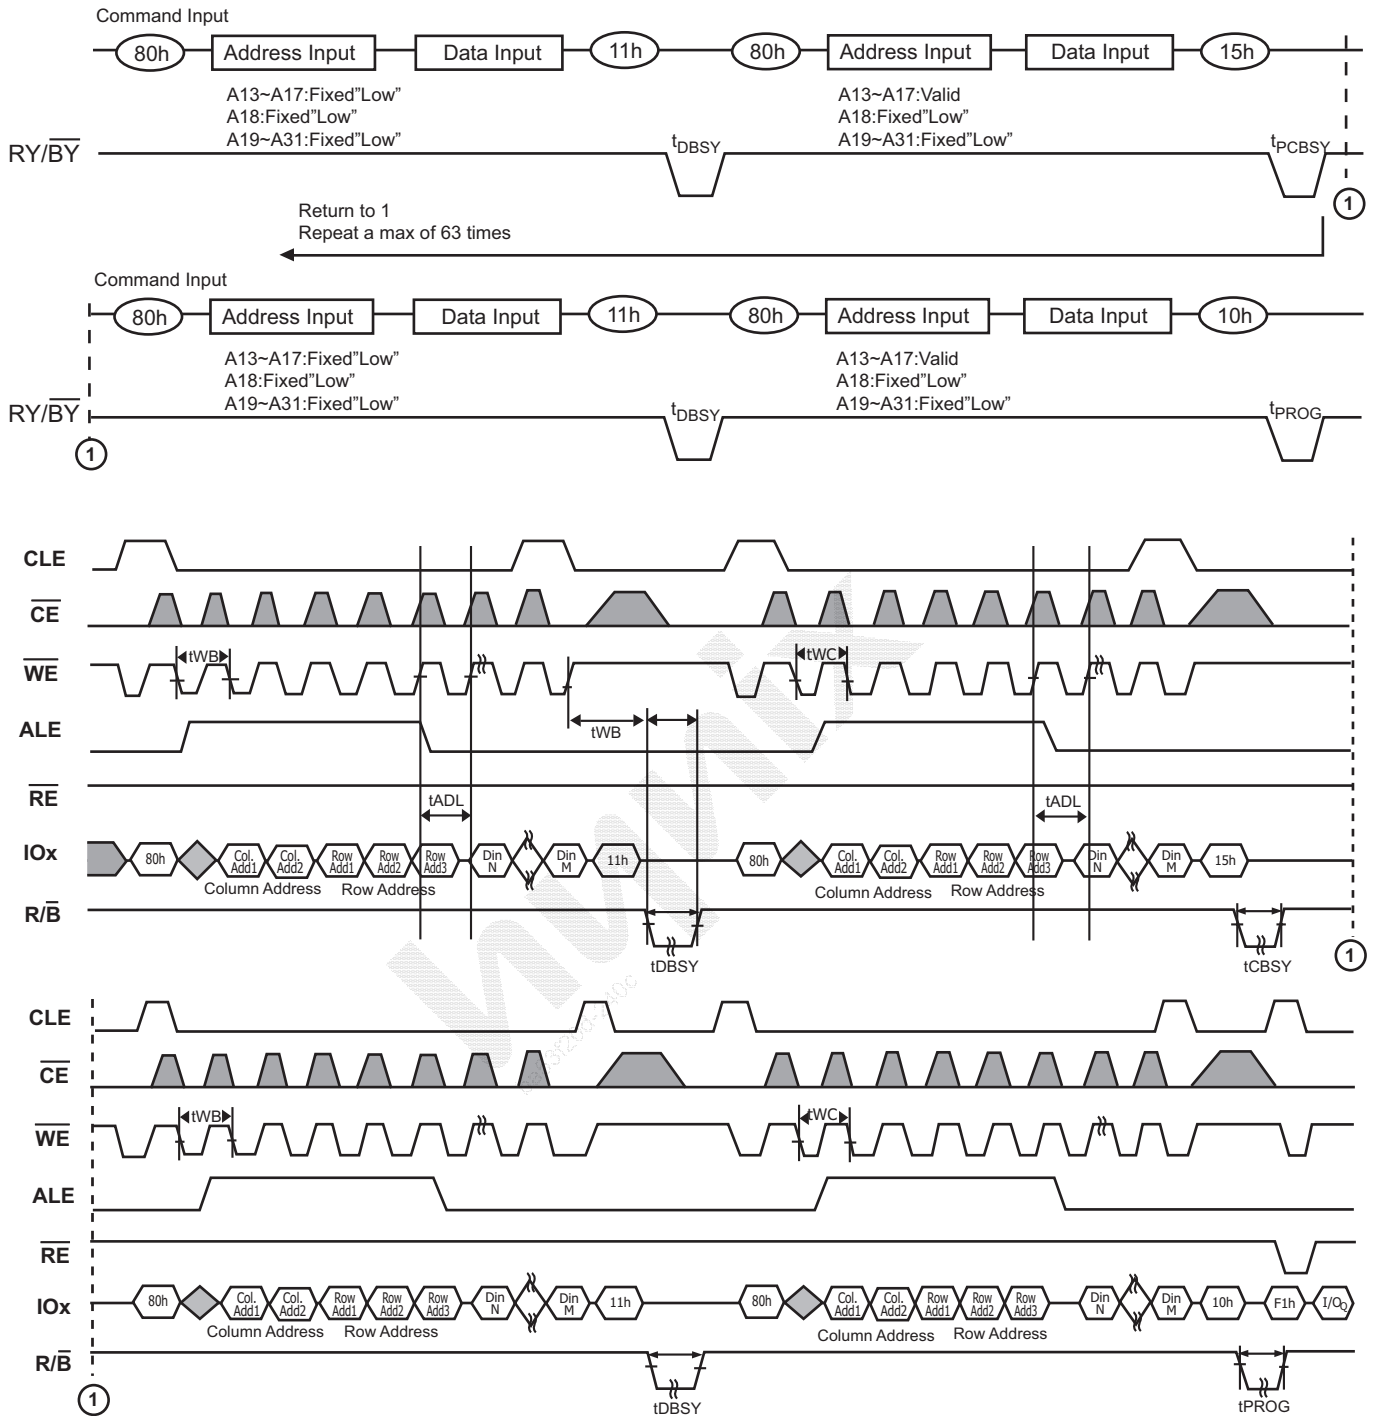 Command Input
80h Address Input Data Input 11h 80h Address Input Data Input 15h
A13~A17:Fixed”Low” A13~A17:Valid
A18:Fixed”Low” A18:Fixed”Low”
A19~A31:Fixed”Low” A19~A31:Fixed”Low”
RY/BY tDBSY tPCBSY
1
Return to 1
Repeat a max of 63 times
Command Input
80h Address Input Data Input 11h 80h Address Input Data Input 10h
A13~A17:Fixed”Low” A13~A17:Valid
A18:Fixed”Low” A18:Fixed”Low”
A19~A31:Fixed”Low” A19~A31:Fixed”Low”
RY/BY tDBSY tPROG
1
CLE
CE
WE tWB tWC
ALE tWB
RE
tADL tADL
IOx 80h Col. Add1 Col. Add2 Row Add1 Row Add2 Row Add3 Din N Din M 11h 80h Col. Add1 Col. Add2 Row Add1 Row Add2 Row Add3 Din N Din M 15h
Column Address Row Address Column Address Row Address
R/B
tDBSY tCBSY
1
CLE
CE
WE tWB tWC
ALE
RE
IOx 80h Col. Add1 Col. Add2 Row Add1 Row Add2 Row Add3 Din N Din M 11h 80h Col. Add1 Col. Add2 Row Add1 Row Add2 Row Add3 Din N Din M 10h F1h I/O0
Column Address Row Address Column Address Row Address
R/B
1
tDBSY tPROG